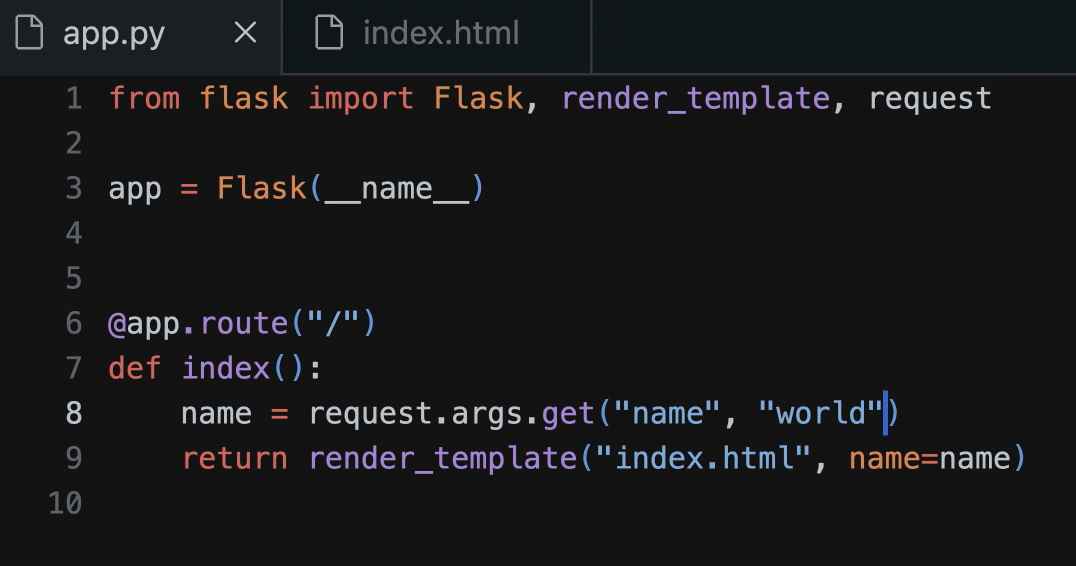 app.py × index.html
1 from flask import Flask, render_template, request
2
3 app = Flask(__name__)
4
5
6 @app.route("/")
7 def index():
8     name = request.args.get("name", "world")
9     return render_template("index.html", name=name)
10